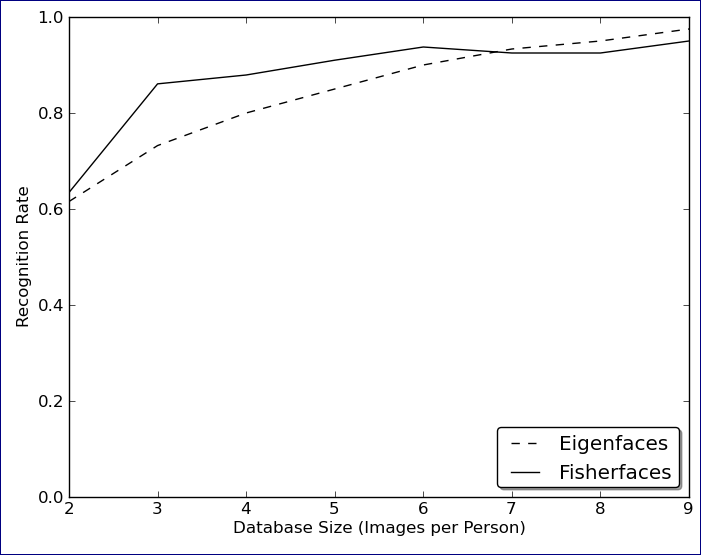 1.0
0.8
0.6
0.4
0.2
0.0
Recognition Rate
2 3 4 5 6 7 8 9
Database Size (Images per Person)
Eigenfaces
Fisherfaces